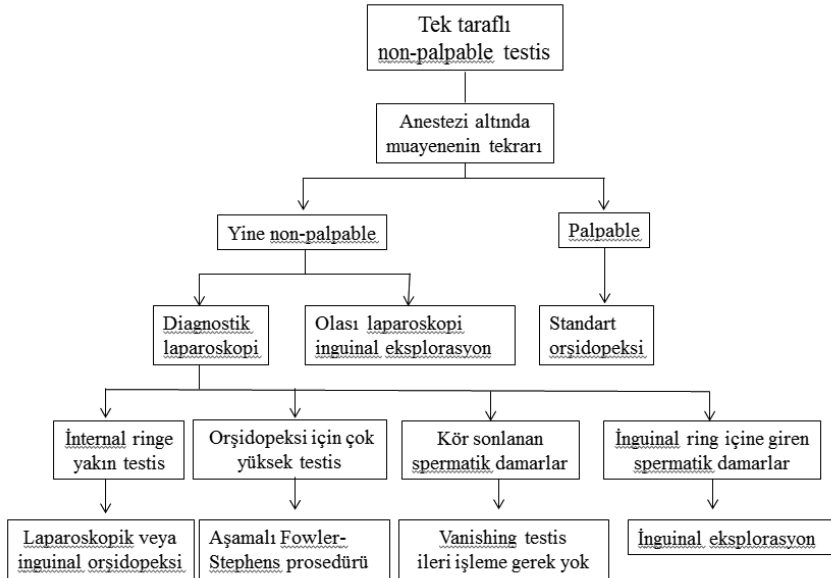 Tek taraflı
non-palpable testis
Anestezi altında
muayenenin tekrarı
Yine non-palpable
Palpable
Diagnostik
laparoskopi
Olası laparoskopi
inguinal eksplorasyon
Standart
orşidopeksi
İnternal ringe
yakın testis
Orşidopeksi için çok
yüksek testis
Kör sonlanan
spermatik damarlar
İnguinal ring içine giren
spermatik damarlar
Laparoskopik veya
inguinal orşidopeksi
Aşamalı Fowler-
Stephens prosedürü
Vanishing testis
ileri işleme gerek yok
İnguinal eksplorasyon